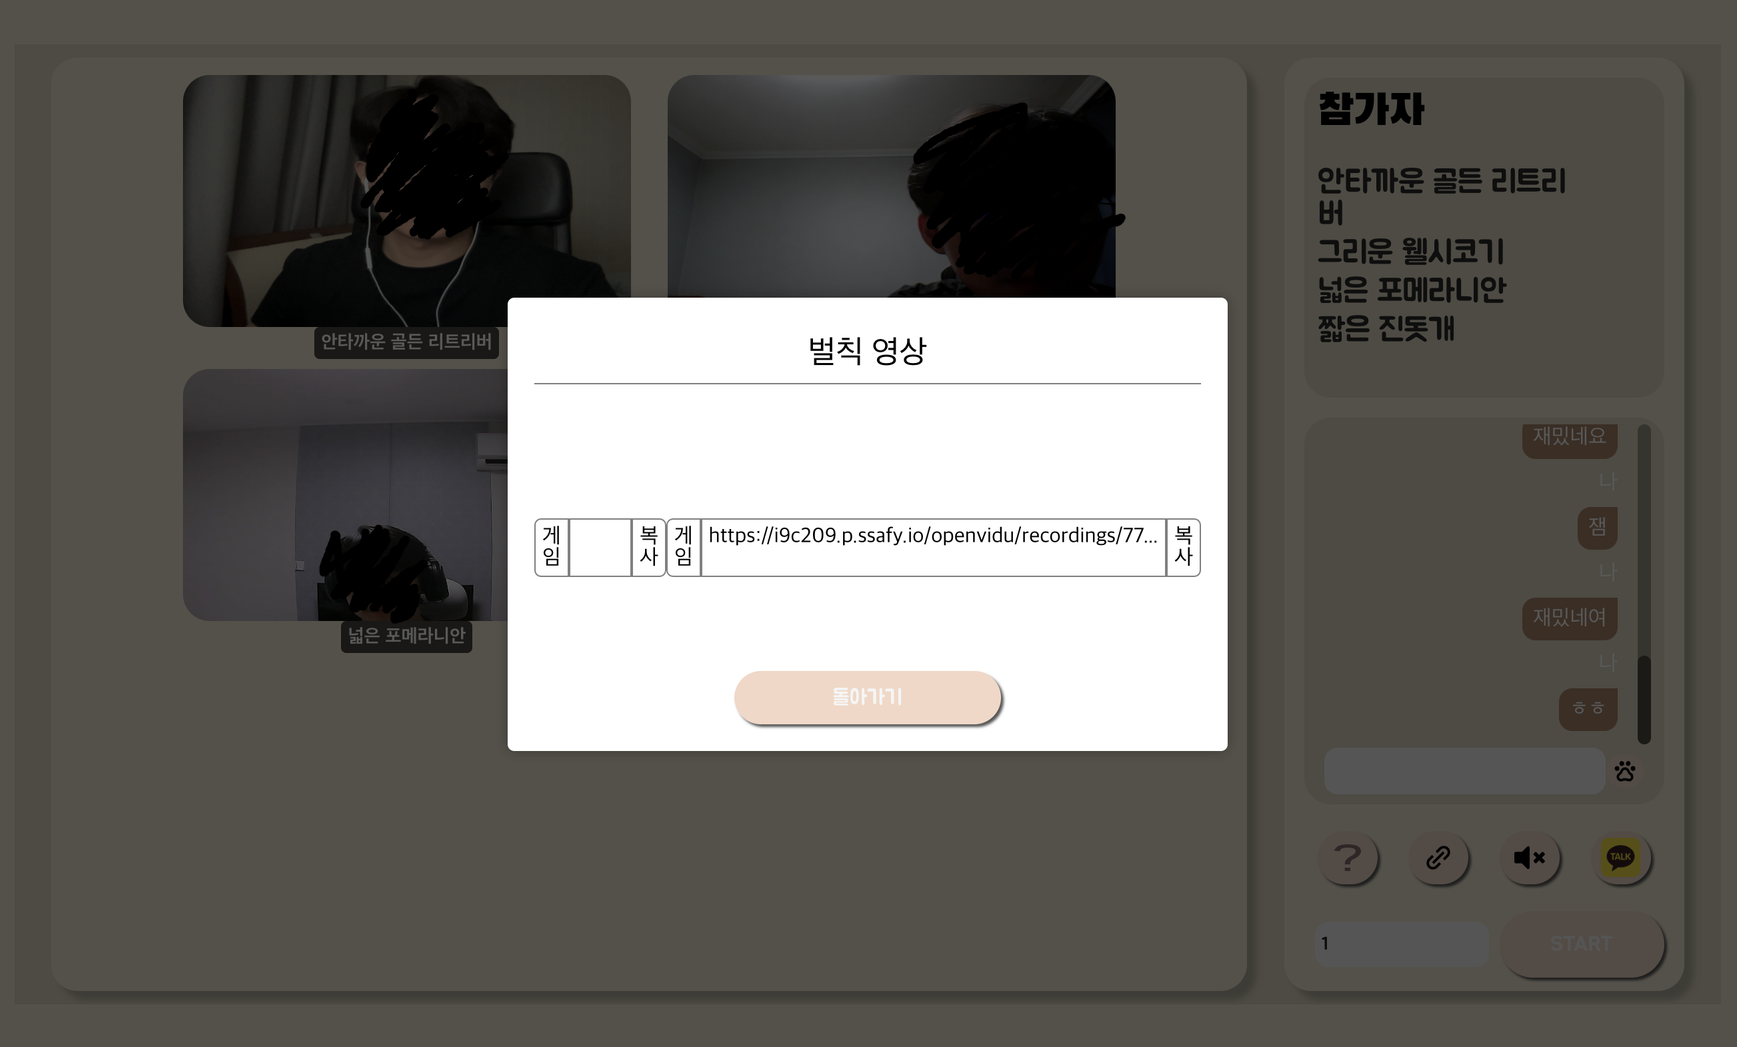 안타까운 골든 리트리버
넓은 포메라니안
벌칙 영상
게
임
복
사
게
임
https://i9c209.p.ssafy.io/openvidu/recordings/77...
복
사
돌아가기
참가자
안타까운 골든 리트리
버
그리운 웰시코기
넓은 포메라니안
짧은 진돗개
재밌네요
나
잼
나
재밌네여
나
ㅎㅎ
?
TALK
1
START